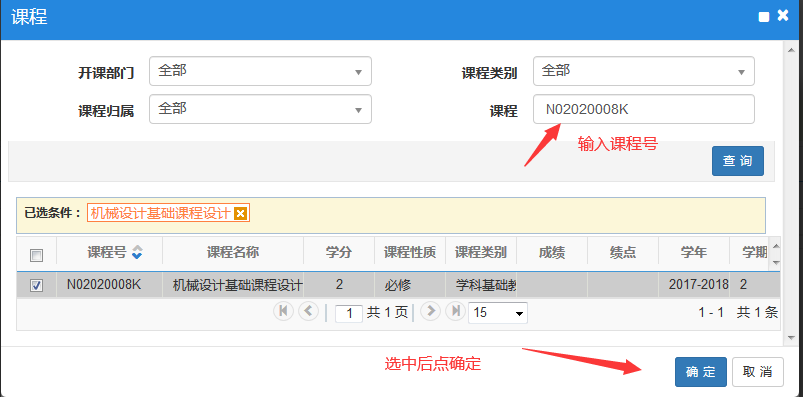 课程
开课部门 全部 课程类别 全部
课程归属 全部 课程 N02020008K
输入课程号
查 询
已选条件： 机械设计基础课程设计
课程号 课程名称 学分 课程性质 课程类别 成绩 绩点 学年 学期
N02020008K 机械设计基础课程设计 2 必修 学科基础教 2017-2018 2
1 共 1 页 15 1 - 1 共 1 条
选中后点确定
确 定 取 消